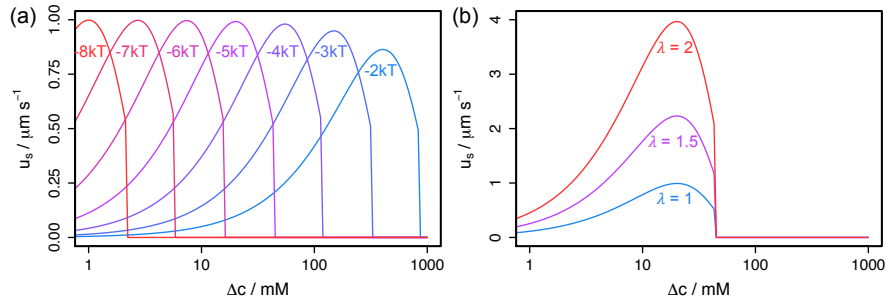 (a)
u_s / μm s⁻¹
1.00
0.75
0.50
0.25
0.00
-8kT
-7kT
-6kT
-5kT
-4kT
-3kT
-2kT
1
10
100
1000
Δc / mM
(b)
u_s / μm s⁻¹
4
3
2
1
0
λ = 2
λ = 1.5
λ = 1
1
10
100
1000
Δc / mM